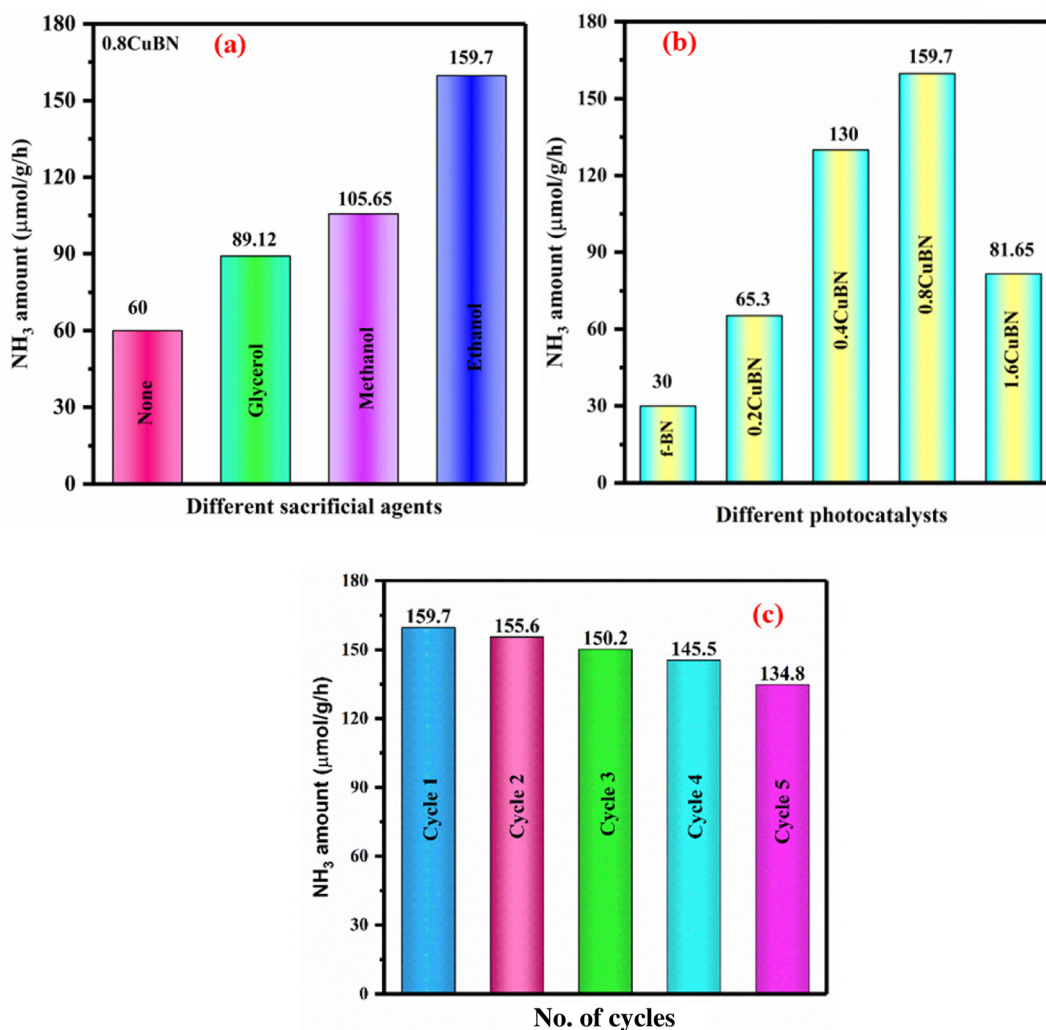 0.8CuBN
(a)
NH₃ amount (μmol/g/h)
180
150
120
90
60
30
0
60
89.12
105.65
159.7
None
Glycerol
Methanol
Ethanol
Different sacrificial agents
(b)
NH₃ amount (μmol/g/h)
180
150
120
90
60
30
0
30
65.3
130
159.7
81.65
f-BN
0.2CuBN
0.4CuBN
0.8CuBN
1.6CuBN
Different photocatalysts
(c)
NH₃ amount (μmol/g/h)
180
150
120
90
60
30
0
159.7
155.6
150.2
145.5
134.8
Cycle 1
Cycle 2
Cycle 3
Cycle 4
Cycle 5
No. of cycles